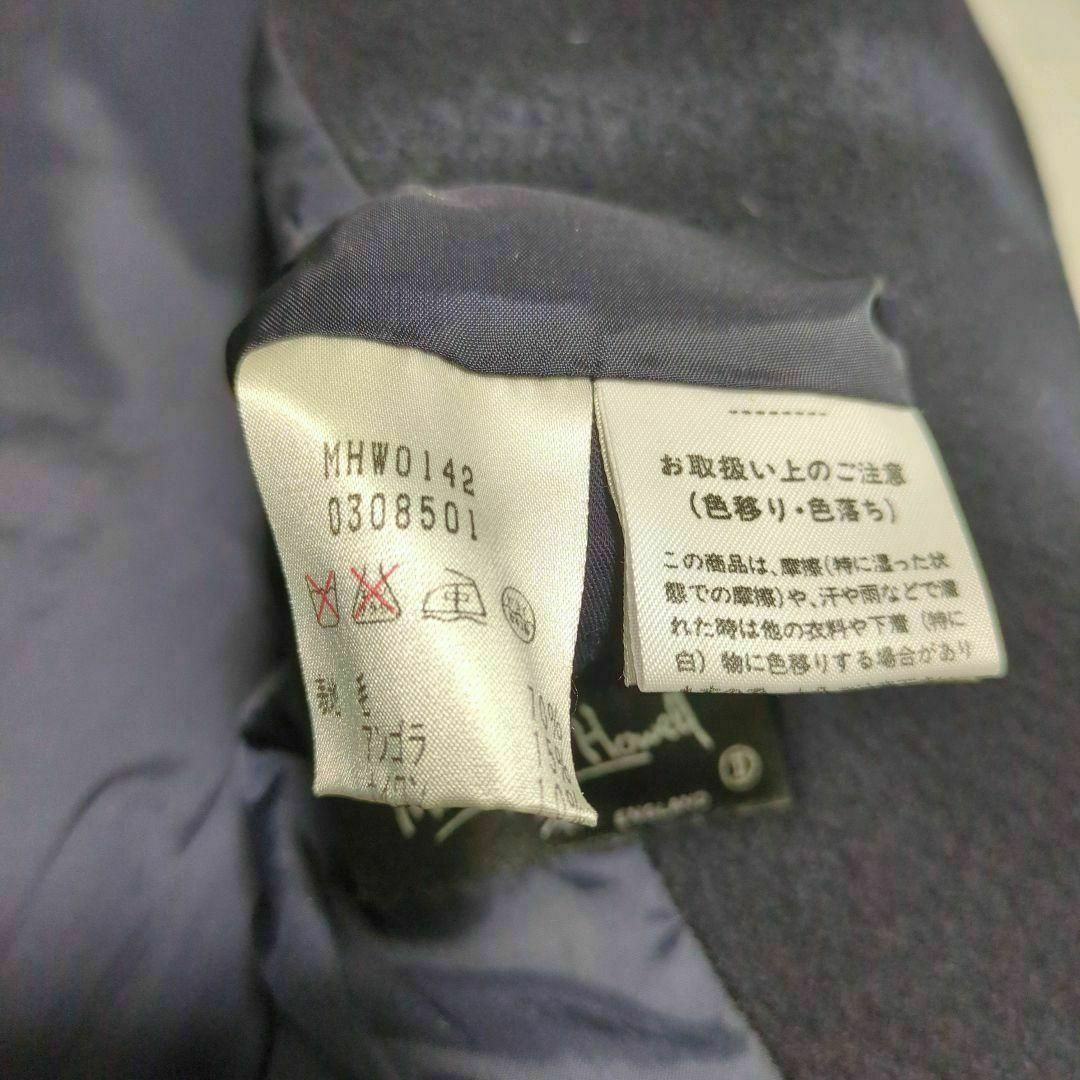 MHW0142
0308501
中
毛 70%
アンゴラ
お取扱い上のご注意
(色移り・色落ち)
この商品は、摩擦(特に湿った状
態での摩擦)や、汗や雨などで濡
れた時は他の衣料や下着(特に
白)物に色移りする場合があり
Howell
ENGLAND